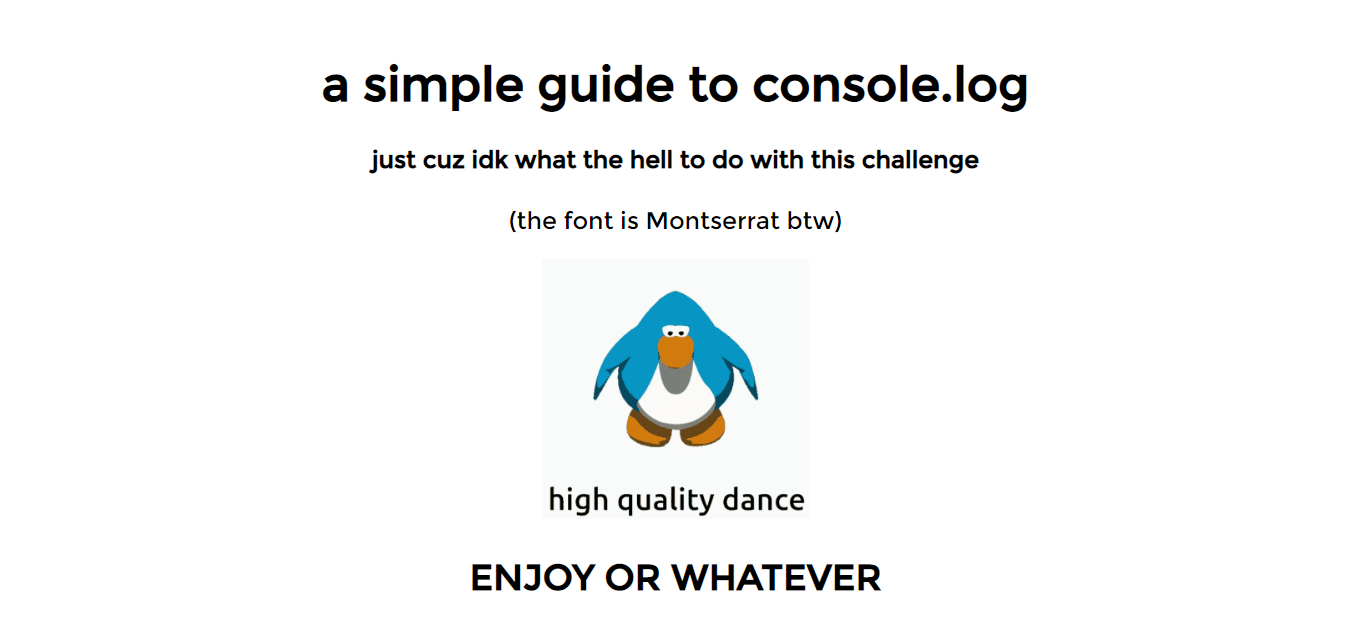 a simple guide to console.log
just cuz idk what the hell to do with this challenge
(the font is Montserrat btw)
high quality dance
ENJOY OR WHATEVER